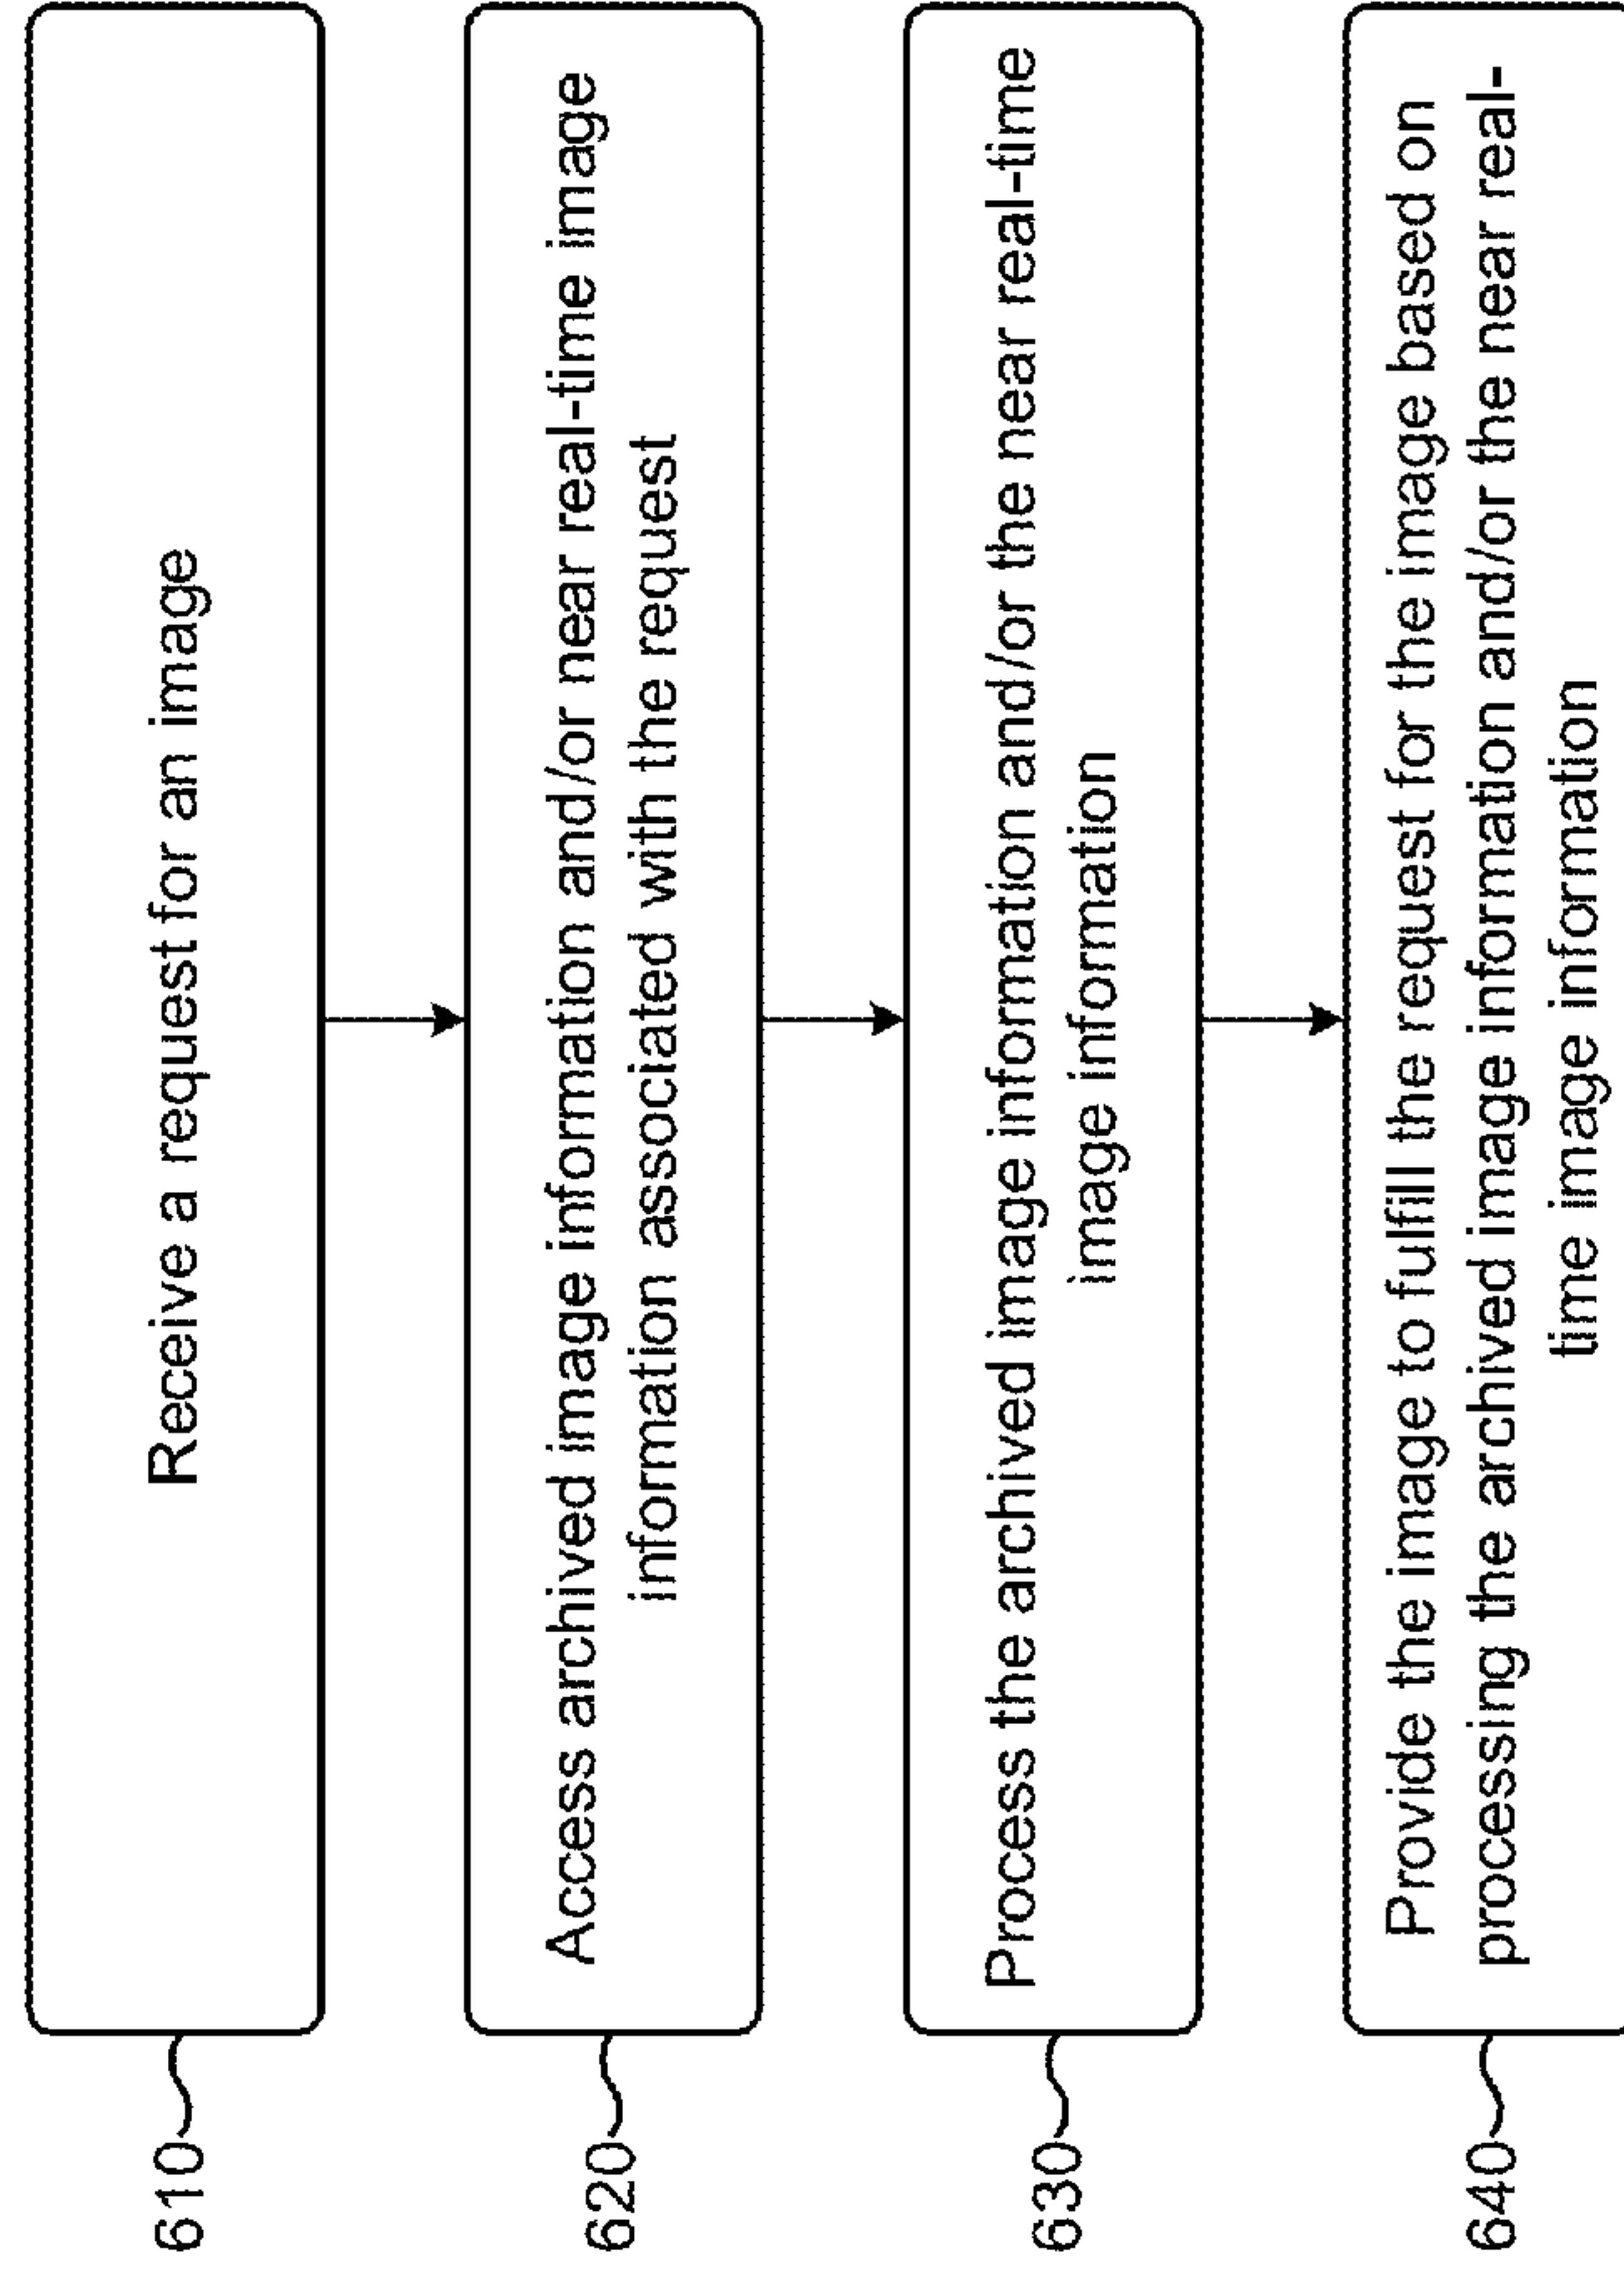 610
Receive a request for an image
620
Access archived image information and/or near real-time image
information associated with the request
630
Process the archived image information and/or the near real-time
image information
640
Provide the image to fulfill the request for the image based on
processing the archived image information and/or the near real-
time image information